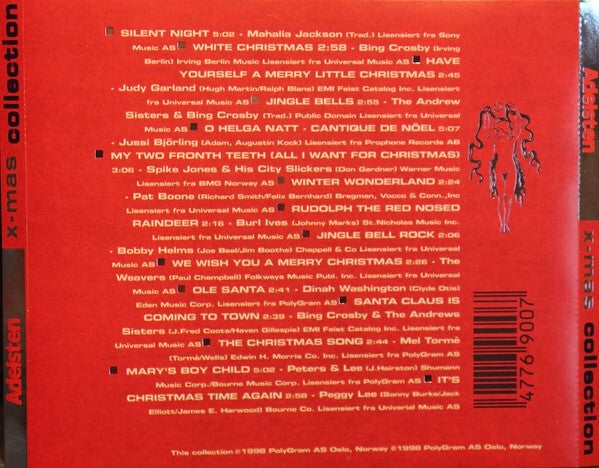 x-mas collection
Adelsten
SILENT NIGHT 5:02 - Mahalia Jackson (Trad.) Lisensiert fra Sony
Music AS WHITE CHRISTMAS 2:58 - Bing Crosby (Irving
Berlin) Irving Berlin Music Lisensiert fra Universal Music AS HAVE
YOURSELF A MERRY LITTLE CHRISTMAS 2:45
- Judy Garland (Hugh Martin/Ralph Blane) EMI Feist Catalog Inc. Lisensiert
fra Universal Music AS JINGLE BELLS 2:55 - The Andrew
Sisters & Bing Crosby (Trad.) Public Domain Lisensiert fra Universal
Music AS O HELGA NATT - CANTIQUE DE NÖEL 5:07
- Jussi Björling (Adam, Augustin Kock) Lisensiert fra Prophone Records AB
MY TWO FRONTH TEETH (ALL I WANT FOR CHRISTMAS)
3:06 - Spike Jones & His City Slickers (Don Gardner) Warner Music
Lisensiert fra BMG Norway AS WINTER WONDERLAND 2:24
- Pat Boone (Richard Smith/Felix Bernhard) Bregman, Vocco & Conn.,Inc
Lisensiert fra Universal Music AS RUDOLPH THE RED NOSED
RAINDEER 2:16 - Burl Ives (Johnny Marks) St.Nicholas Music Inc.
Lisensiert fra Universal Music AS JINGLE BELL ROCK 2:06
- Bobby Helms (Joe Beal/Jim Boothe) Chappell & Co Lisensiert fra Universal
Music AS WE WISH YOU A MERRY CHRISTMAS 2:26 - The
Weavers (Paul Champbell) Folkways Music Publ. Inc. Lisensiert fra Universal
Music AS OLE SANTA 2:41 - Dinah Washington (Clyde Otis)
Eden Music Corp. Lisensiert fra PolyGram AS SANTA CLAUS IS
COMING TO TOWN 2:39 - Bing Crosby & The Andrews
Sisters (J.Fred Coots/Haven Gillespie) EMI Feist Catalog Inc. Lisensiert fra Universal
Music AS THE CHRISTMAS SONG 2:44 - Mel Tormè
(Tormè/Wells) Edwin H. Morris Co. Inc. Lisensiert fra PolyGram AS
MARY'S BOY CHILD 5:02 - Peters & Lee (J.Hairston) Shumann
Music Corp/Bourne Music Corp. Lisensiert fra PolyGram AS IT'S
CHRISTMAS TIME AGAIN 2:58 - Peggy Lee (Sonny Burke/Jack
Elliott/James E. Harwood) Bourne Co. Lisensiert fra Univerial Music AS
47769007
This collection ℗1998 PolyGram AS Oslo, Norway ©1998 PolyGram AS Oslo, Norway
Adelsten
x-mas collection